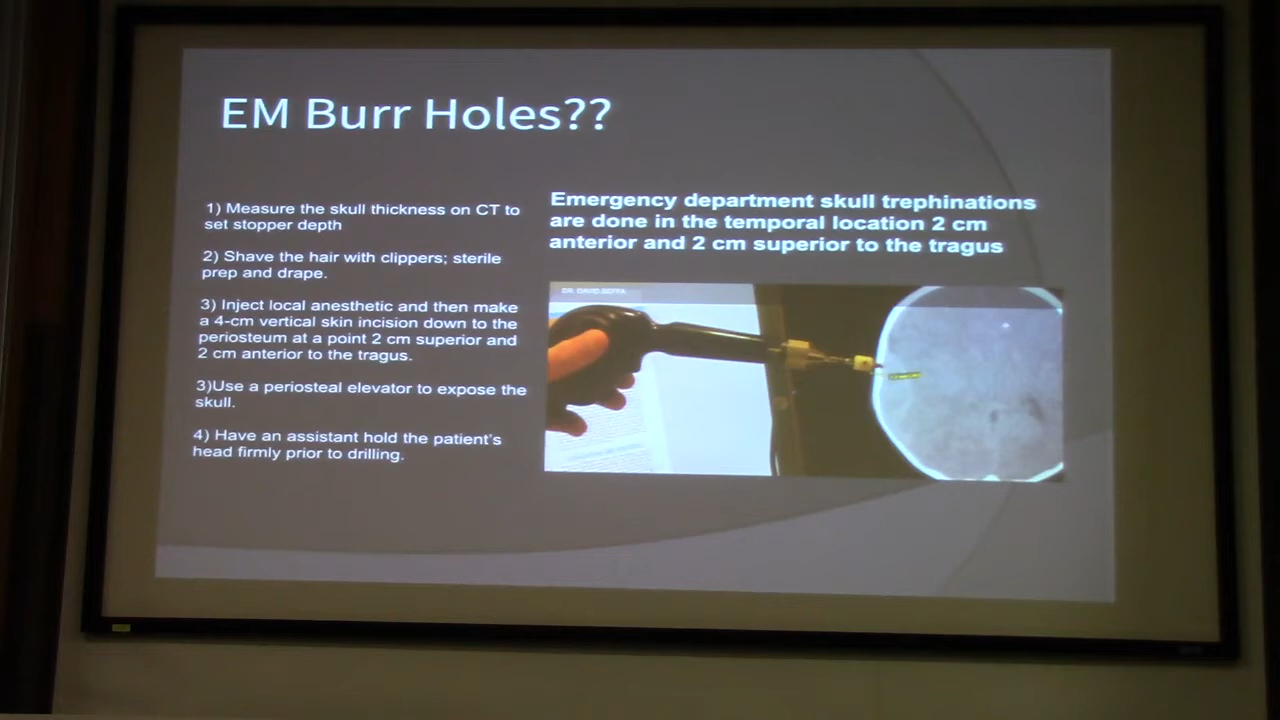 EM Burr Holes??
1) Measure the skull thickness on CT to
set stopper depth
2) Shave the hair with clippers; sterile
prep and drape.
3) Inject local anesthetic and then make
a 4-cm vertical skin incision down to the
periosteum at a point 2 cm superior and
2 cm anterior to the tragus.
3)Use a periosteal elevator to expose the
skull.
4) Have an assistant hold the patient's
head firmly prior to drilling.
Emergency department skull trephinations
are done in the temporal location 2 cm
anterior and 2 cm superior to the tragus
DR. DAVID